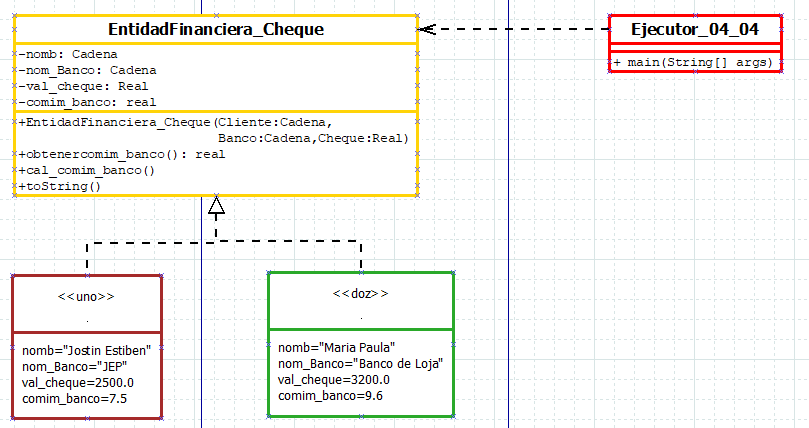 EntidadFinanciera_Cheque
-nomb: Cadena
-nom_Banco: Cadena
-val_cheque: Real
-comim_banco: real
+EntidadFinanciera_Cheque(Cliente:Cadena,
Banco:Cadena,Cheque:Real)
+obtenercomim_banco(): real
+cal_comim_banco()
+toString()
Ejecutor_04_04
+ main(String[] args)
<<uno>>
.
nomb="Jostin Estiben"
nom_Banco="JEP"
val_cheque=2500.0
comim_banco=7.5
<<doz>>
.
nomb="Maria Paula"
nom_Banco="Banco de Loja"
val_cheque=3200.0
comim_banco=9.6